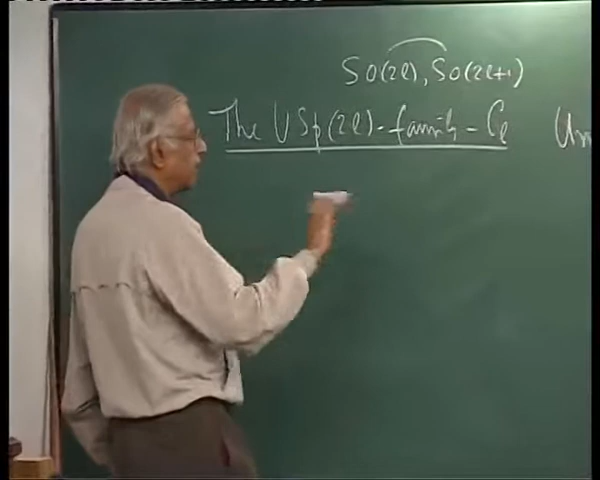 SO(2l), SO(2l+1)
The USp(2l)-family - Cl